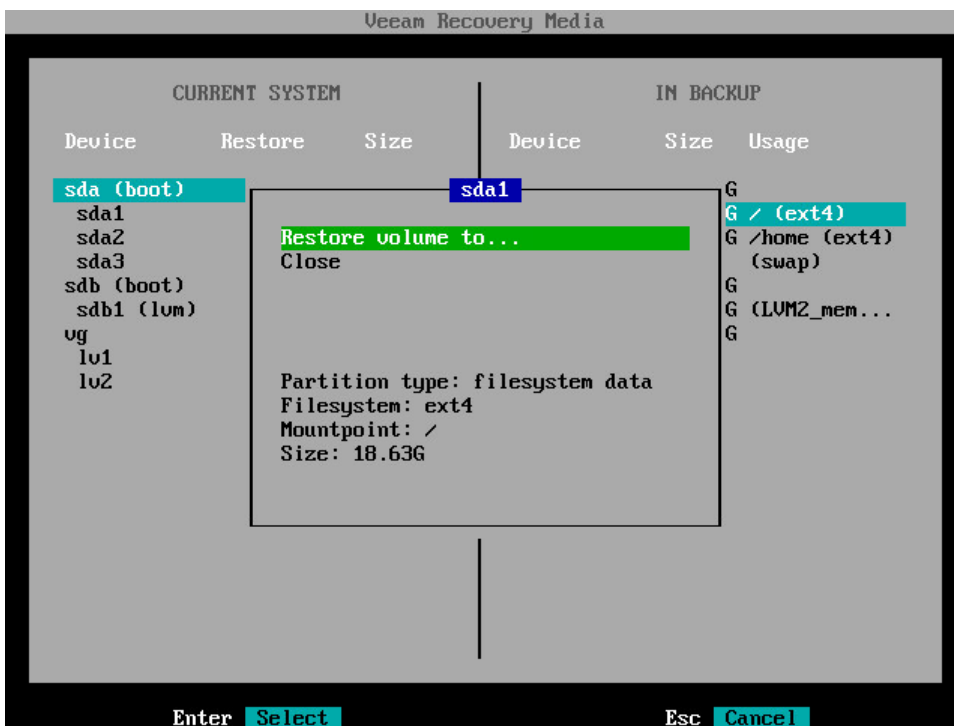 Veeam Recovery Media
CURRENT SYSTEM IN BACKUP
Device Restore Size Device Size Usage
sda (boot) sda1 G
sda1 G / (ext4)
sda2 Restore volume to... G /home (ext4)
sda3 Close (swap)
sdb (boot) G
sdb1 (lvm) G (LVM2_mem...
vg G
lv1
lv2 Partition type: filesystem data
Filesystem: ext4
Mountpoint: /
Size: 18.63G
Enter Select Esc Cancel